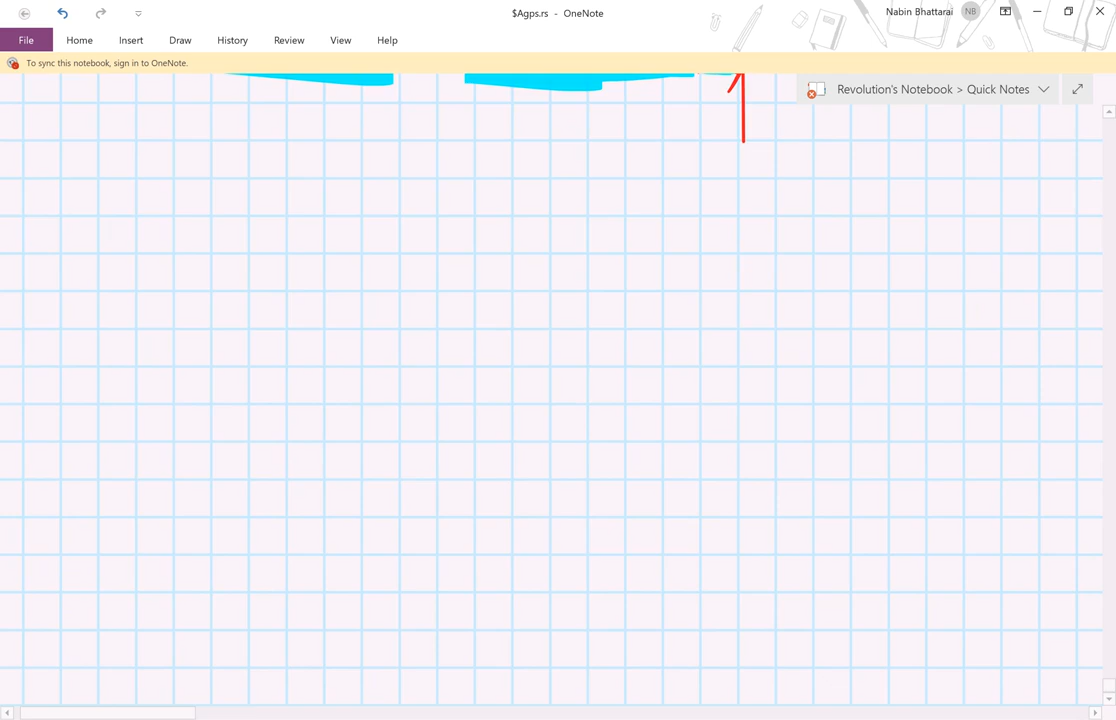 $Agps.rs - OneNote
Nabin Bhattarai NB
File Home Insert Draw History Review View Help
To sync this notebook, sign in to OneNote.
Revolution's Notebook > Quick Notes